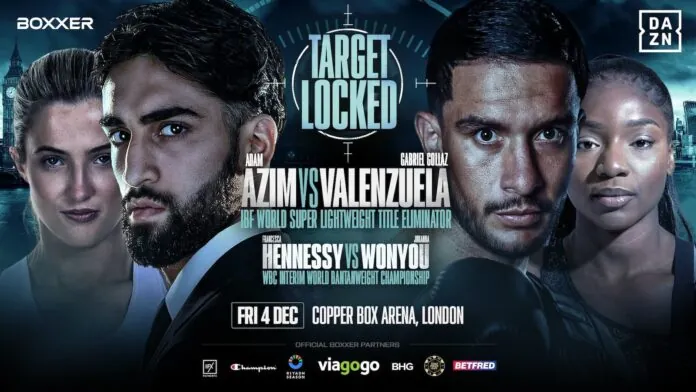 BOXXER
DAZN
TARGET
LOCKED
ADAM
GABRIEL GOLLAZ
AZIM VS VALENZUELA
IBF WORLD SUPER LIGHTWEIGHT TITLE ELIMINATOR
FRANCESCA
JOHANNA
HENNESSY VS WONYOU
WBC INTERIM WORLD BANTAMWEIGHT CHAMPIONSHIP
FRI 4 DEC COPPER BOX ARENA, LONDON
OFFICIAL BOXXER PARTNERS
Champion
RIYADH
SEASON
viagogo
BHG
BETFRED